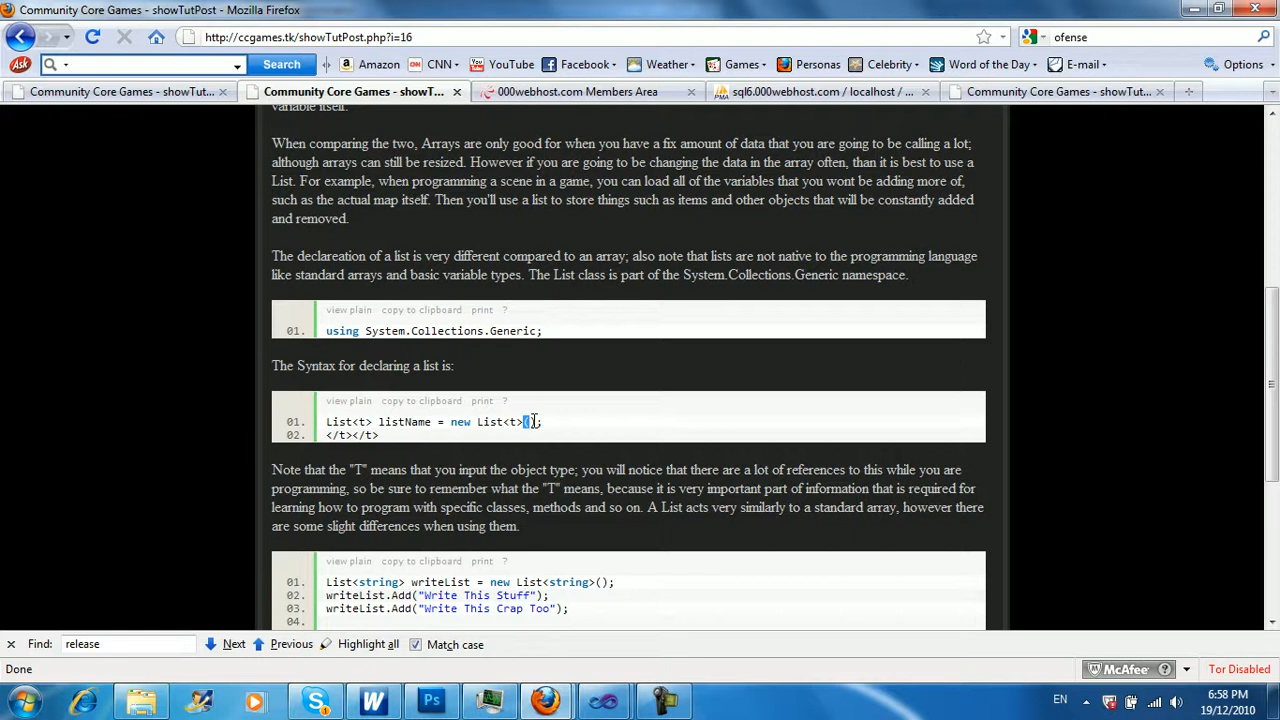 Community Core Games - showTutPost - Mozilla Firefox
http://ccgames.tk/showTutPost.php?i=16
ofense
Ask
Search
Amazon
CNN
YouTube
Facebook
Weather
Games
Personas
Celebrity
Word of the Day
E-mail
Options
Community Core Games - showTut...
Community Core Games - showT...
000webhost.com Members Area
sql6.000webhost.com / localhost / ...
Community Core Games - showTut...
variable itself.
When comparing the two, Arrays are only good for when you have a fix amount of data that you are going to be calling a lot;
although arrays can still be resized. However if you are going to be changing the data in the array often, than it is best to use a
List. For example, when programming a scene in a game, you can load all of the variables that you wont be adding more of,
such as the actual map itself. Then you'll use a list to store things such as items and other objects that will be constantly added
and removed.
The declareation of a list is very different compared to an array; also note that lists are not native to the programming language
like standard arrays and basic variable types. The List class is part of the System.Collections.Generic namespace.
view plain copy to clipboard print ?
01. using System.Collections.Generic;
The Syntax for declaring a list is:
view plain copy to clipboard print ?
01. List<t> listName = new List<t>();
02. </t></t>
Note that the "T" means that you input the object type; you will notice that there are a lot of references to this while you are
programming, so be sure to remember what the "T" means, because it is very important part of information that is required for
learning how to program with specific classes, methods and so on. A List acts very similarly to a standard array, however there
are some slight differences when using them.
view plain copy to clipboard print ?
01. List<string> writeList = new List<string>();
02. writeList.Add("Write This Stuff");
03. writeList.Add("Write This Crap Too");
04.
Find: release
Next
Previous
Highlight all
Match case
Done
McAfee
Tor Disabled
EN
6:58 PM
19/12/2010